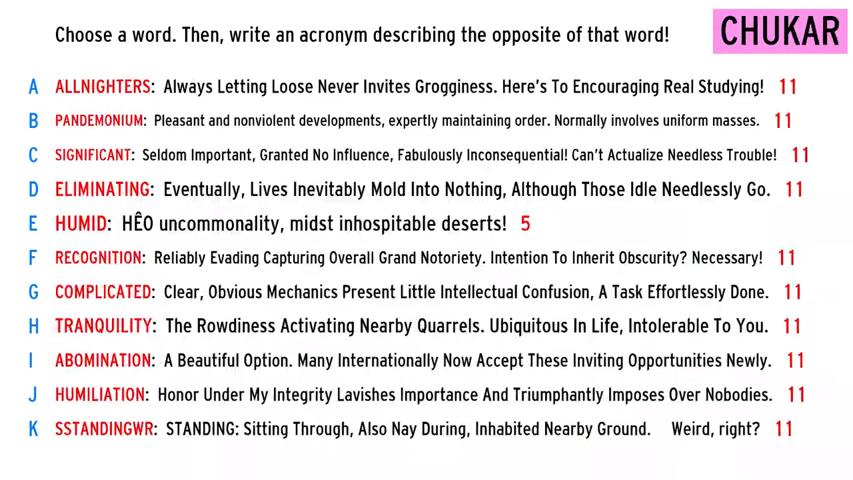 Choose a word. Then, write an acronym describing the opposite of that word!
CHUKAR
A ALLNIGHTERS: Always Letting Loose Never Invites Grogginess. Here's To Encouraging Real Studying! 11
B PANDEMONIUM: Pleasant and nonviolent developments, expertly maintaining order. Normally involves uniform masses. 11
C SIGNIFICANT: Seldom Important, Granted No Influence, Fabulously Inconsequential! Can't Actualize Needless Trouble! 11
D ELIMINATING: Eventually, Lives Inevitably Mold Into Nothing, Although Those Idle Needlessly Go. 11
E HUMID: HÊO uncommonality, midst inhospitable deserts! 5
F RECOGNITION: Reliably Evading Capturing Overall Grand Notoriety. Intention To Inherit Obscurity? Necessary! 11
G COMPLICATED: Clear, Obvious Mechanics Present Little Intellectual Confusion, A Task Effortlessly Done. 11
H TRANQUILITY: The Rowdiness Activating Nearby Quarrels. Ubiquitous In Life, Intolerable To You. 11
I ABOMINATION: A Beautiful Option. Many Internationally Now Accept These Inviting Opportunities Newly. 11
J HUMILIATION: Honor Under My Integrity Lavishes Importance And Triumphantly Imposes Over Nobodies. 11
K SSTANDINGWR: STANDING: Sitting Through, Also Nay During, Inhabited Nearby Ground. Weird, right? 11